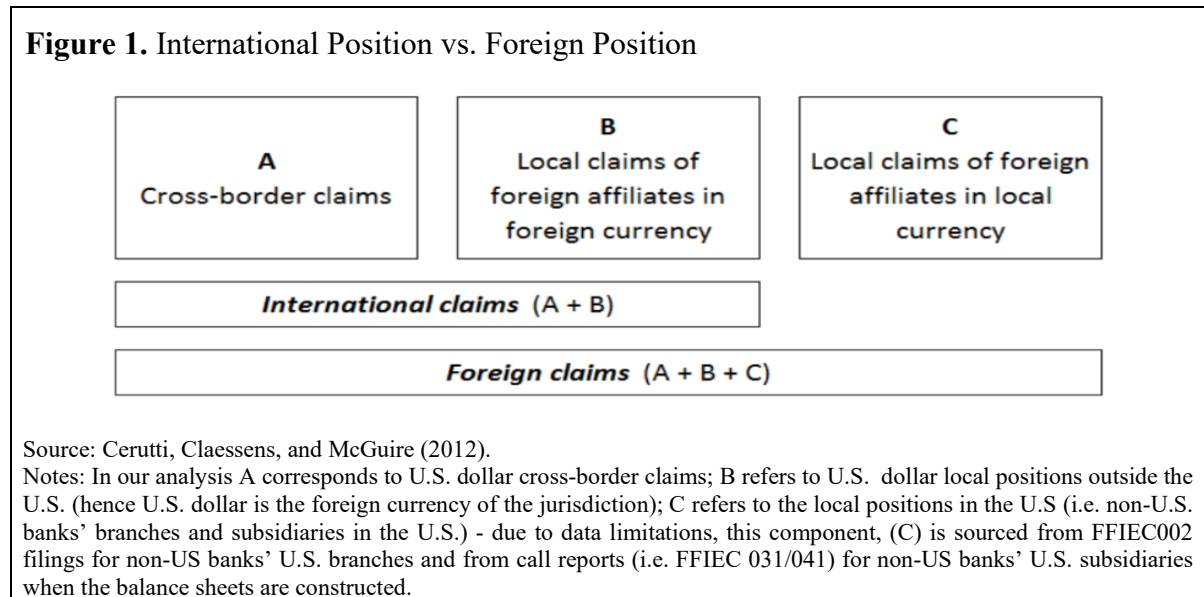 Figure 1. International Position vs. Foreign Position
A
Cross-border claims
B
Local claims of
foreign affiliates in
foreign currency
C
Local claims of foreign
affiliates in local
currency
International claims (A + B)
Foreign claims (A + B + C)
Source: Cerutti, Claessens, and McGuire (2012).
Notes: In our analysis A corresponds to U.S. dollar cross-border claims; B refers to U.S. dollar local positions outside the
U.S. (hence U.S. dollar is the foreign currency of the jurisdiction); C refers to the local positions in the U.S (i.e. non-U.S.
banks' branches and subsidiaries in the U.S.) - due to data limitations, this component, (C) is sourced from FFIEC002
filings for non-US banks' U.S. branches and from call reports (i.e. FFIEC 031/041) for non-US banks' U.S. subsidiaries
when the balance sheets are constructed.